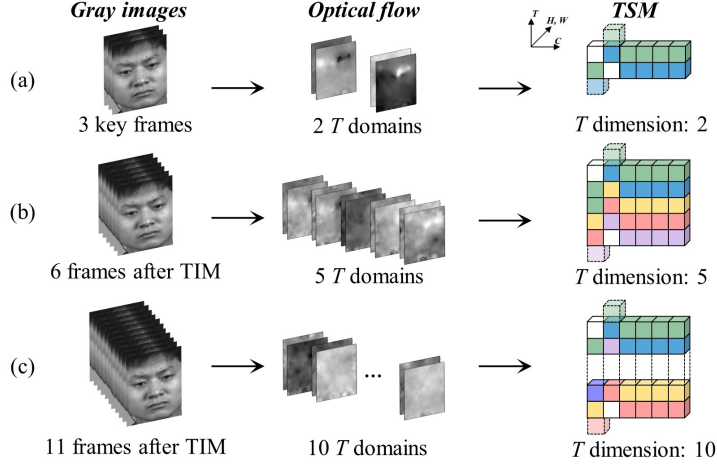 Gray images
Optical flow
TSM
T
H, W
C
(a)
3 key frames
2 T domains
T dimension: 2
(b)
6 frames after TIM
5 T domains
T dimension: 5
(c)
...
11 frames after TIM
10 T domains
T dimension: 10